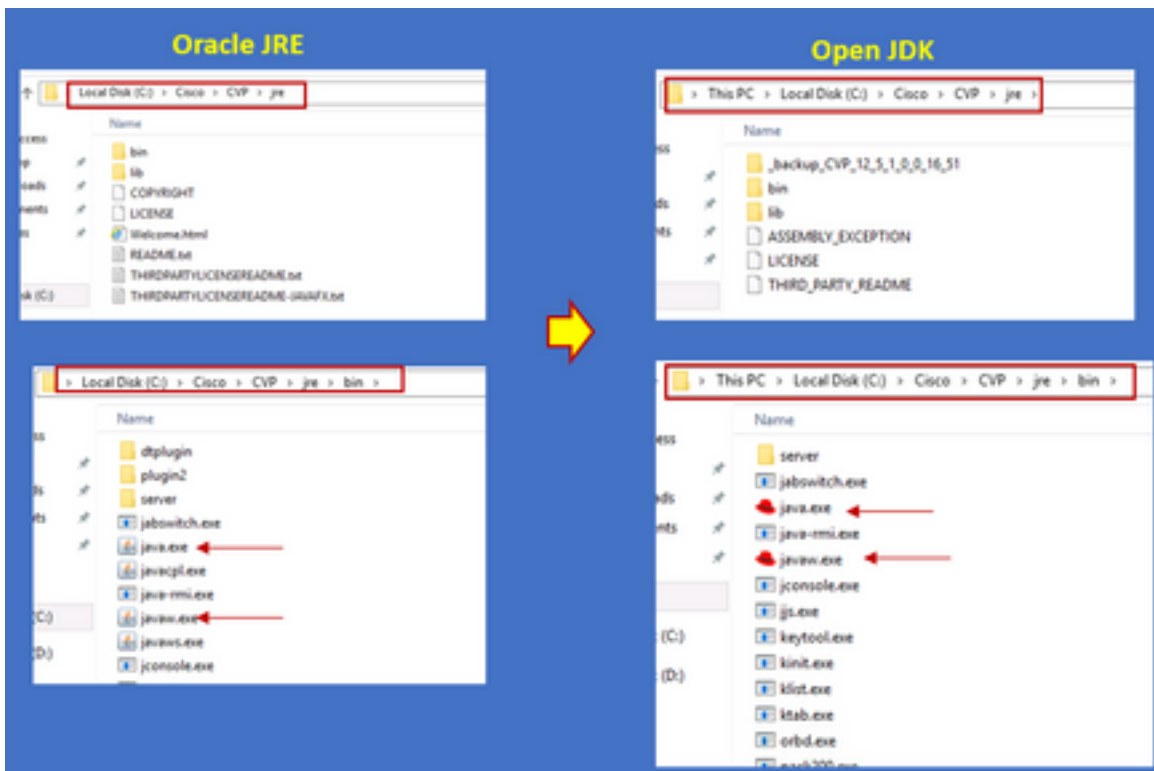 Oracle JRE
Local Disk (C:) › Cisco › CVP › jre
Name
bin
lib
COPYRIGHT
LICENSE
Welcome.html
README.txt
THIRDPARTYLICENSEREADME.txt
THIRDPARTYLICENSEREADME-JAVAFX.txt
› Local Disk (C:) › Cisco › CVP › jre › bin ›
Name
dtplugin
plugin2
server
jabswitch.exe
java.exe
javacpl.exe
java-rmi.exe
javaw.exe
javaws.exe
jconsole.exe
(C:)
(D:)
Open JDK
› This PC › Local Disk (C:) › Cisco › CVP › jre ›
Name
_backup_CVP_12_5_1_0_0_16_51
bin
lib
ASSEMBLY_EXCEPTION
LICENSE
THIRD_PARTY_README
› This PC › Local Disk (C:) › Cisco › CVP › jre › bin ›
Name
server
jabswitch.exe
java.exe
java-rmi.exe
javaw.exe
jconsole.exe
jjs.exe
keytool.exe
kinit.exe
klist.exe
ktab.exe
orbd.exe
pack200.exe
(C:)
(D:)